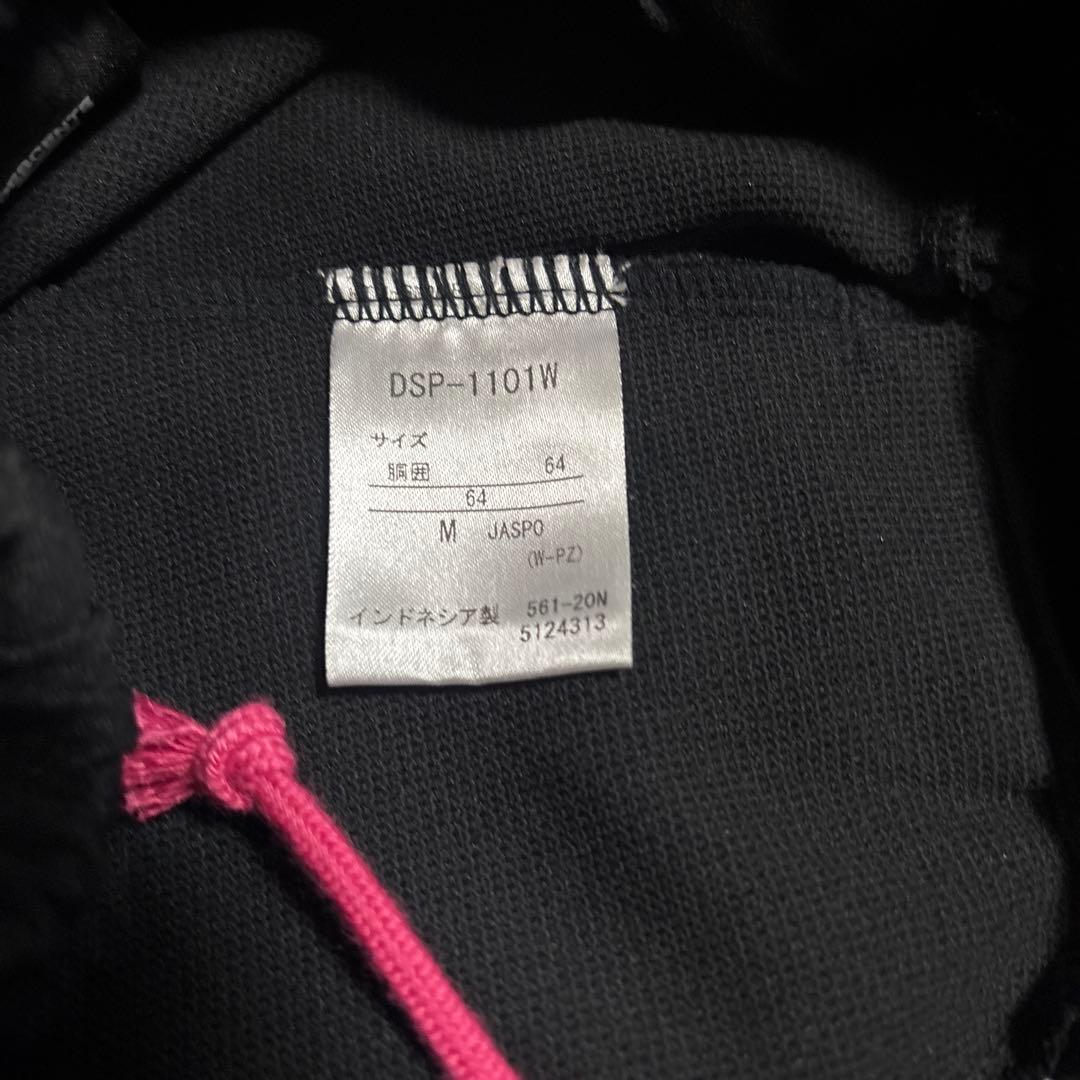 DSP-1101W
サイズ
胴囲 64
64
M JASPO
(W-PZ)
インドネシア製 561-20N
5124313